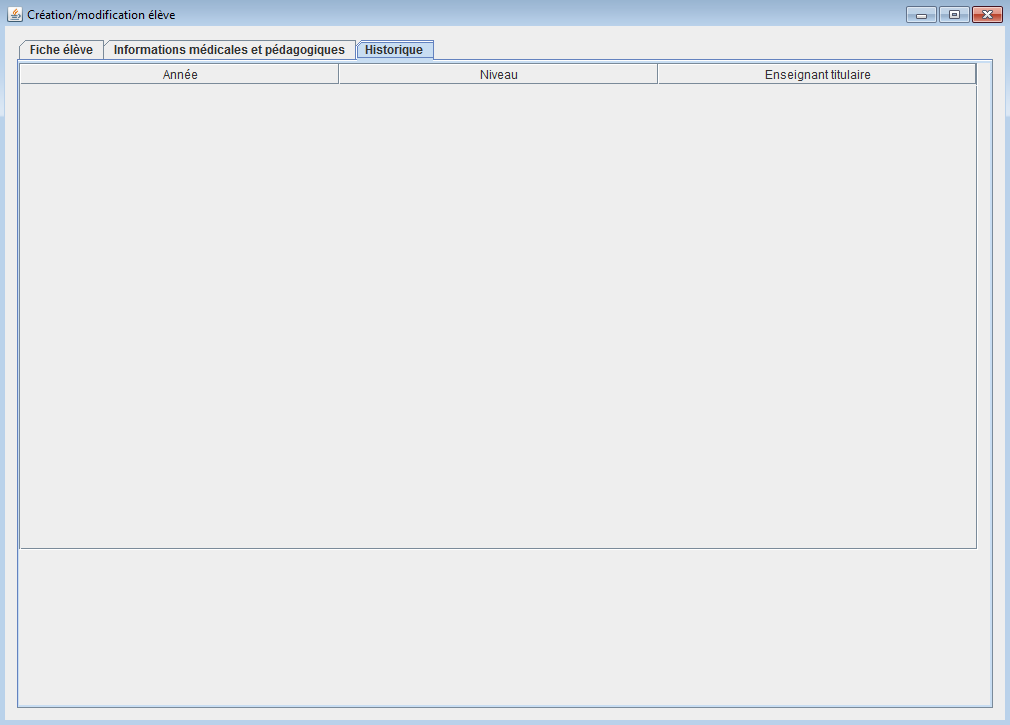 Création/modification élève
Fiche élève Informations médicales et pédagogiques Historique
Année Niveau Enseignant titulaire